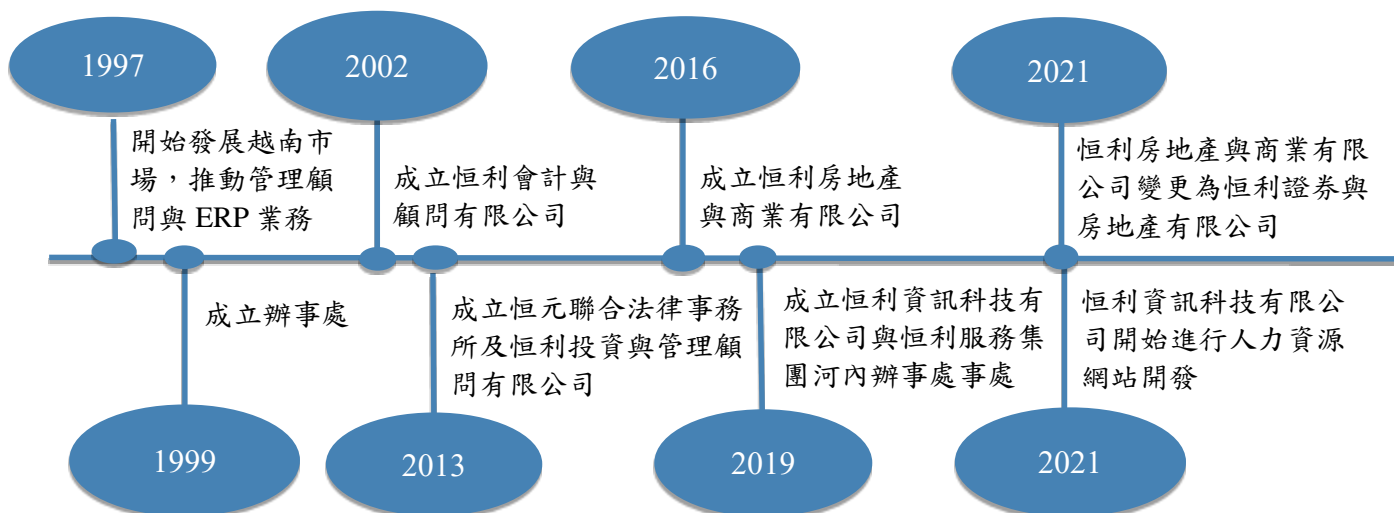 1997
開始發展越南市
場，推動管理顧
問與 ERP 業務
1999
成立辦事處
2002
成立恒利會計與
顧問有限公司
2013
成立恒元聯合法律事務
所及恒利投資與管理顧
問有限公司
2016
成立恒利房地產
與商業有限公司
2019
成立恒利資訊科技有
限公司與恒利服務集
團河內辦事處事處
2021
恒利房地產與商業有限
公司變更為恒利證券與
房地產有限公司
2021
恒利資訊科技有限公
司開始進行人力資源
網站開發